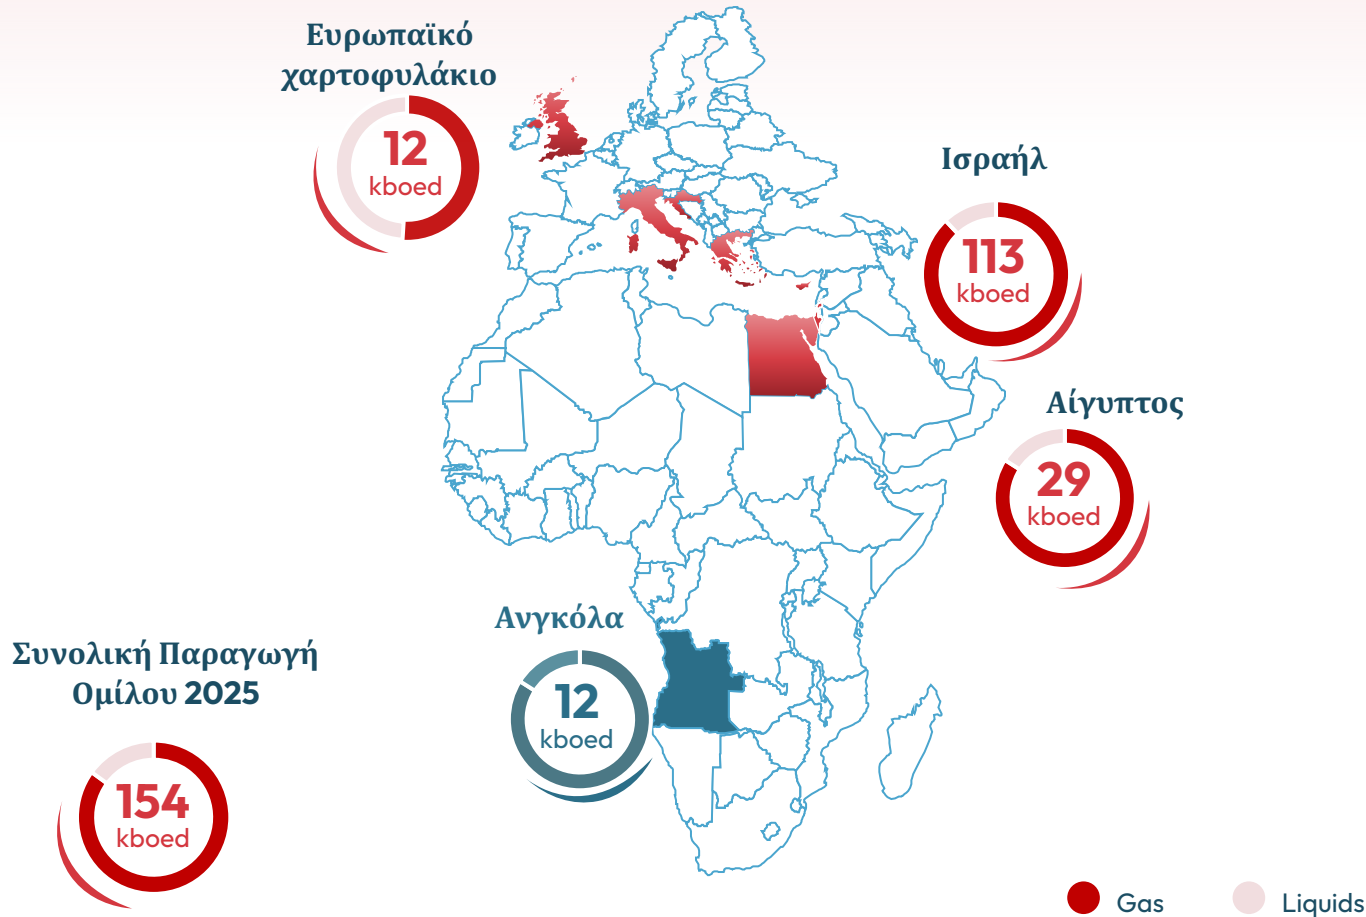 Ευρωπαϊκό
χαρτοφυλάκιο
12
kboed
Ισραήλ
113
kboed
Αίγυπτος
29
kboed
Ανγκόλα
12
kboed
Συνολική Παραγωγή
Ομίλου 2025
154
kboed
Gas
Liquids